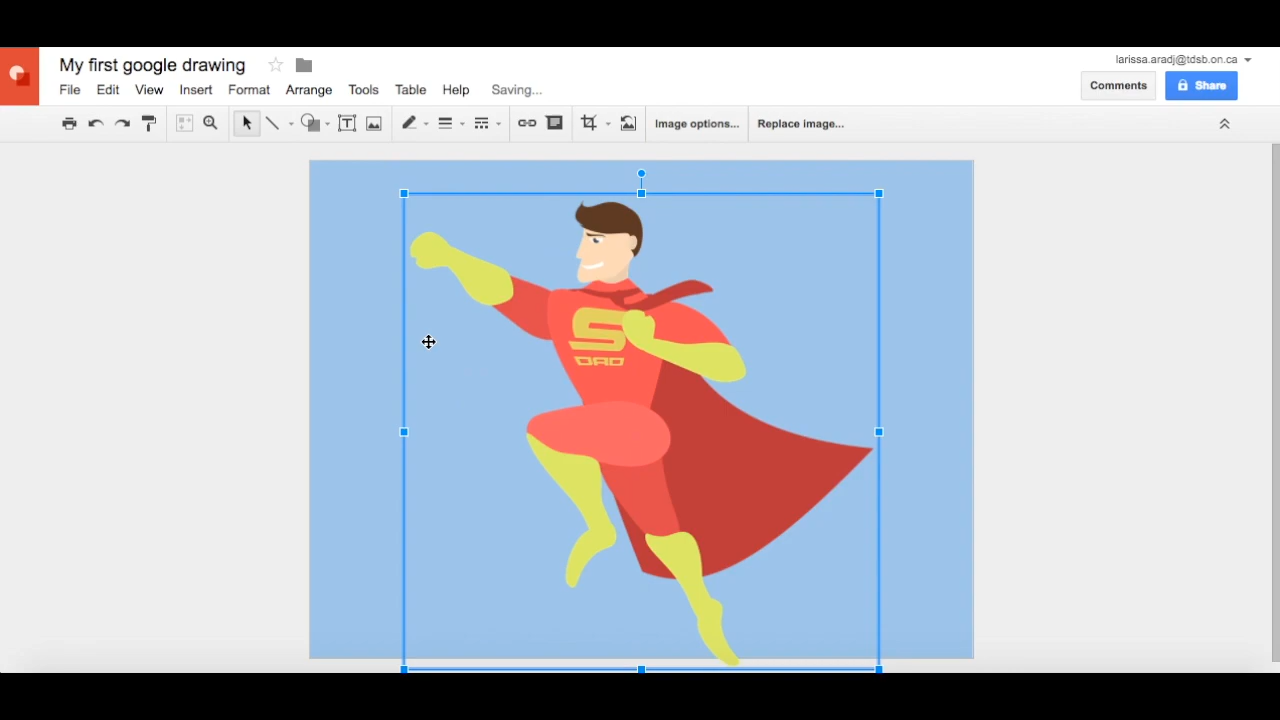 My first google drawing
larissa.aradj@tdsb.on.ca
File Edit View Insert Format Arrange Tools Table Help Saving...
Comments Share
Image options... Replace image...
S
DAD